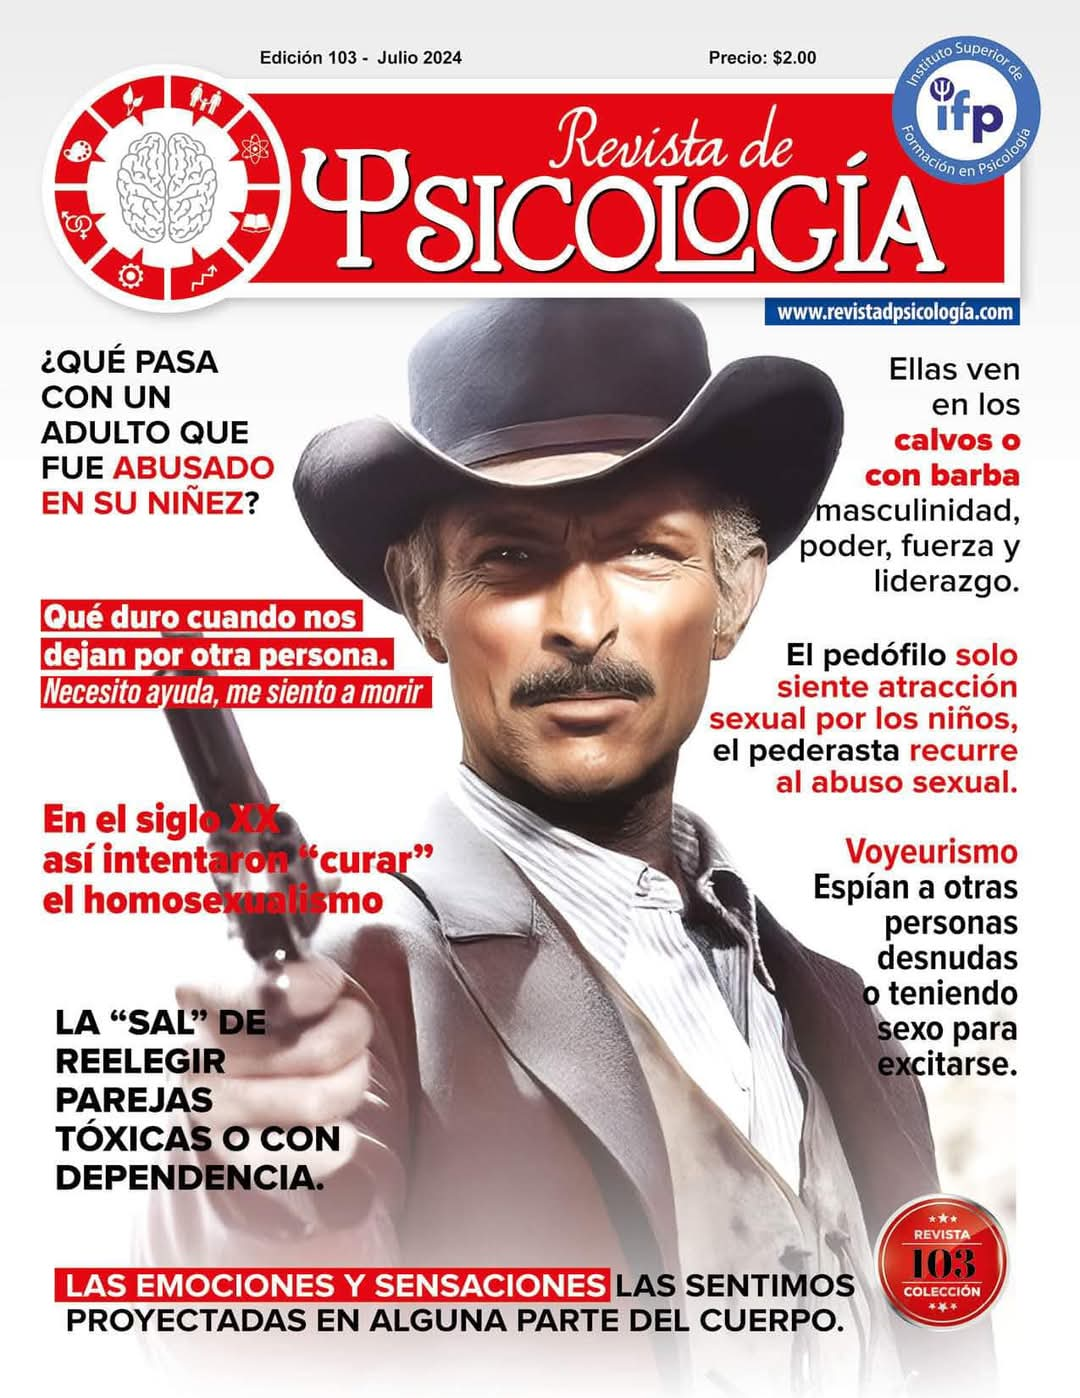 Edición 103 - Julio 2024
Precio: $2.00
Instituto Superior de
ifp
Formación en Psicología
Revista de
PSICOLOGÍA
www.revistadpsicología.com
¿QUÉ PASA
CON UN
ADULTO QUE
FUE ABUSADO
EN SU NIÑEZ?
Ellas ven
en los
calvos o
con barba
masculinidad,
poder, fuerza y
liderazgo.
Qué duro cuando nos
dejan por otra persona.
Necesito ayuda, me siento a morir
El pedófilo solo
siente atracción
sexual por los niños,
el pederasta recurre
al abuso sexual.
En el siglo XX
así intentaron “curar”
el homosexualismo
Voyeurismo
Espían a otras
personas
desnudas
o teniendo
sexo para
excitarse.
LA “SAL” DE
REELEGIR
PAREJAS
TÓXICAS O CON
DEPENDENCIA.
REVISTA
103
COLECCIÓN
LAS EMOCIONES Y SENSACIONES LAS SENTIMOS
PROYECTADAS EN ALGUNA PARTE DEL CUERPO.